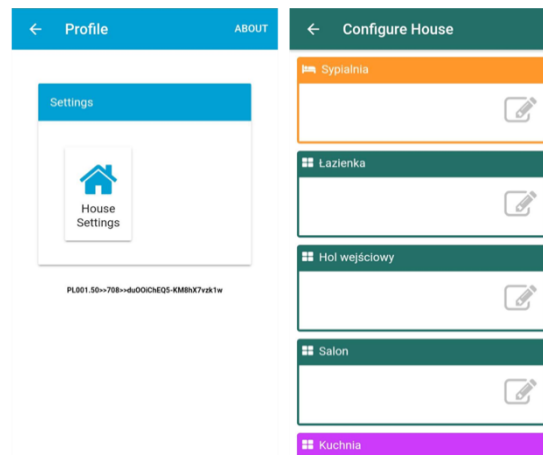 Profile
ABOUT
Settings
House
Settings
PL001.50>>708>>duOOiChEQ5-KM8hX7vzk1w
Configure House
Sypialnia
Łazienka
Hol wejściowy
Salon
Kuchnia